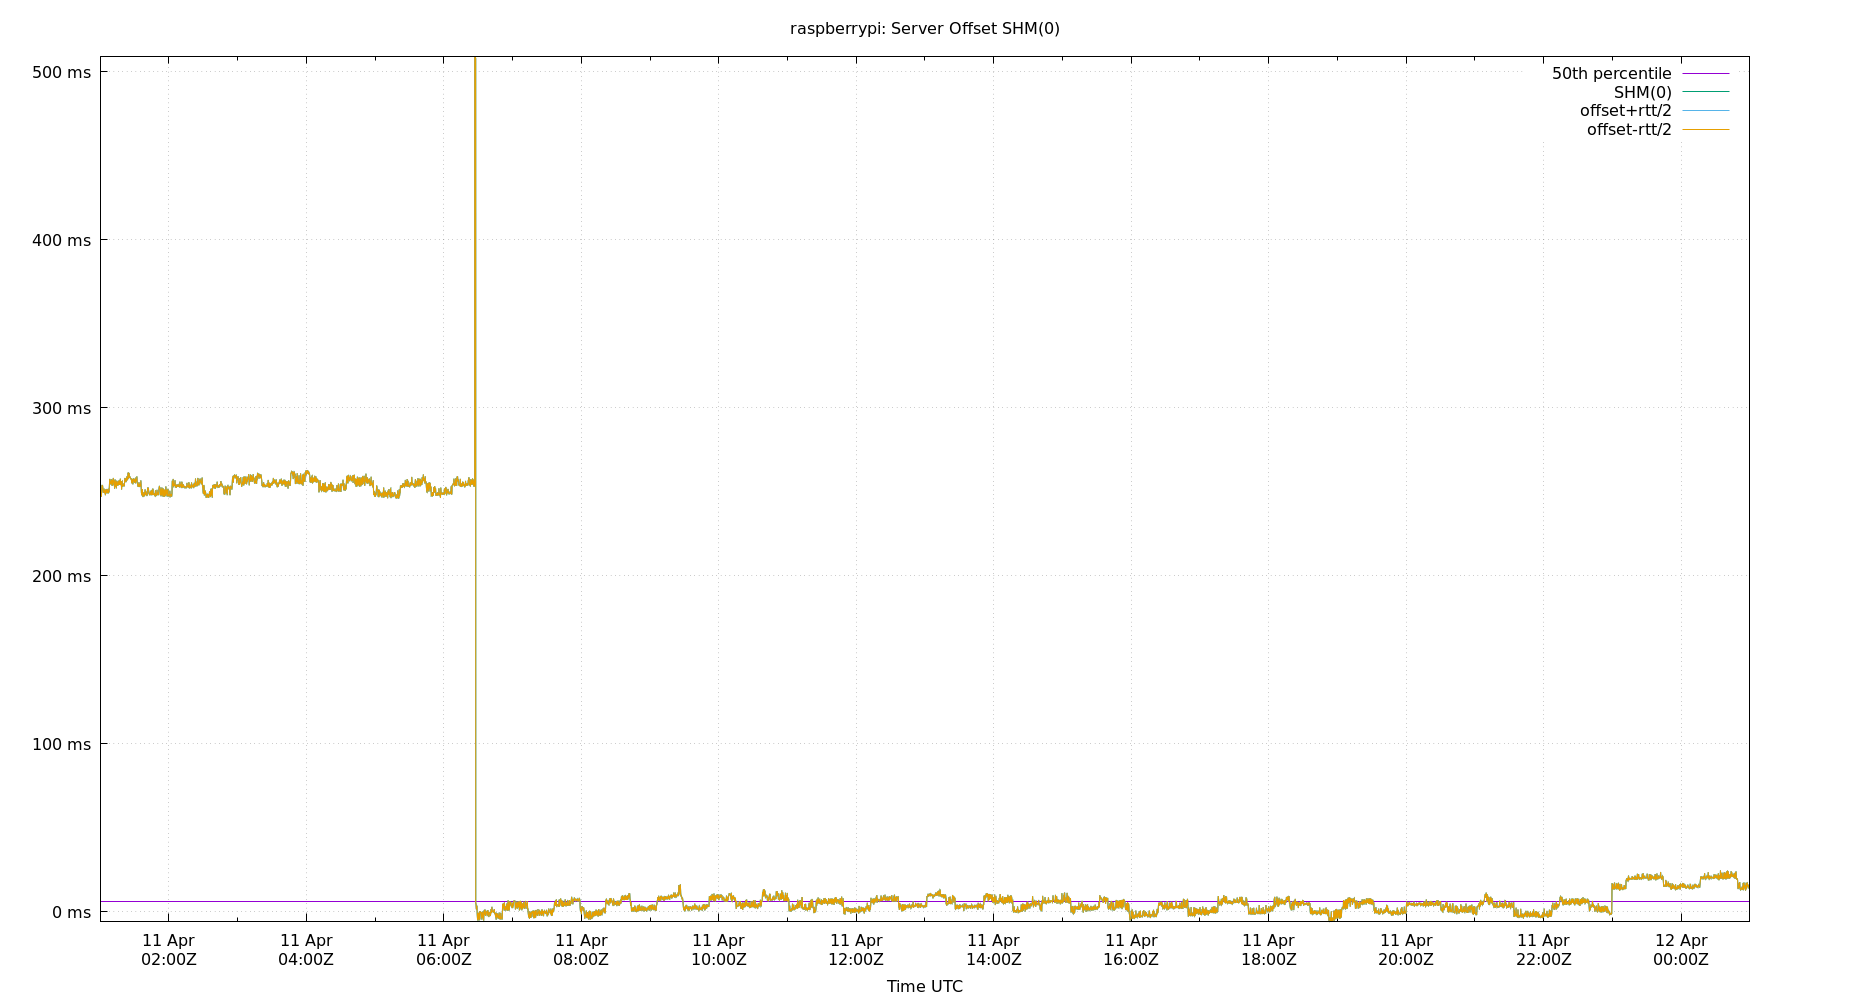 raspberrypi: Server Offset SHM(0)
50th percentile
SHM(0)
offset+rtt/2
offset-rtt/2
500 ms
400 ms
300 ms
200 ms
100 ms
0 ms
11 Apr 11 Apr 11 Apr 11 Apr 11 Apr 11 Apr 11 Apr 11 Apr 11 Apr 11 Apr 11 Apr 12 Apr
02:00Z 04:00Z 06:00Z 08:00Z 10:00Z 12:00Z 14:00Z 16:00Z 18:00Z 20:00Z 22:00Z 00:00Z
Time UTC